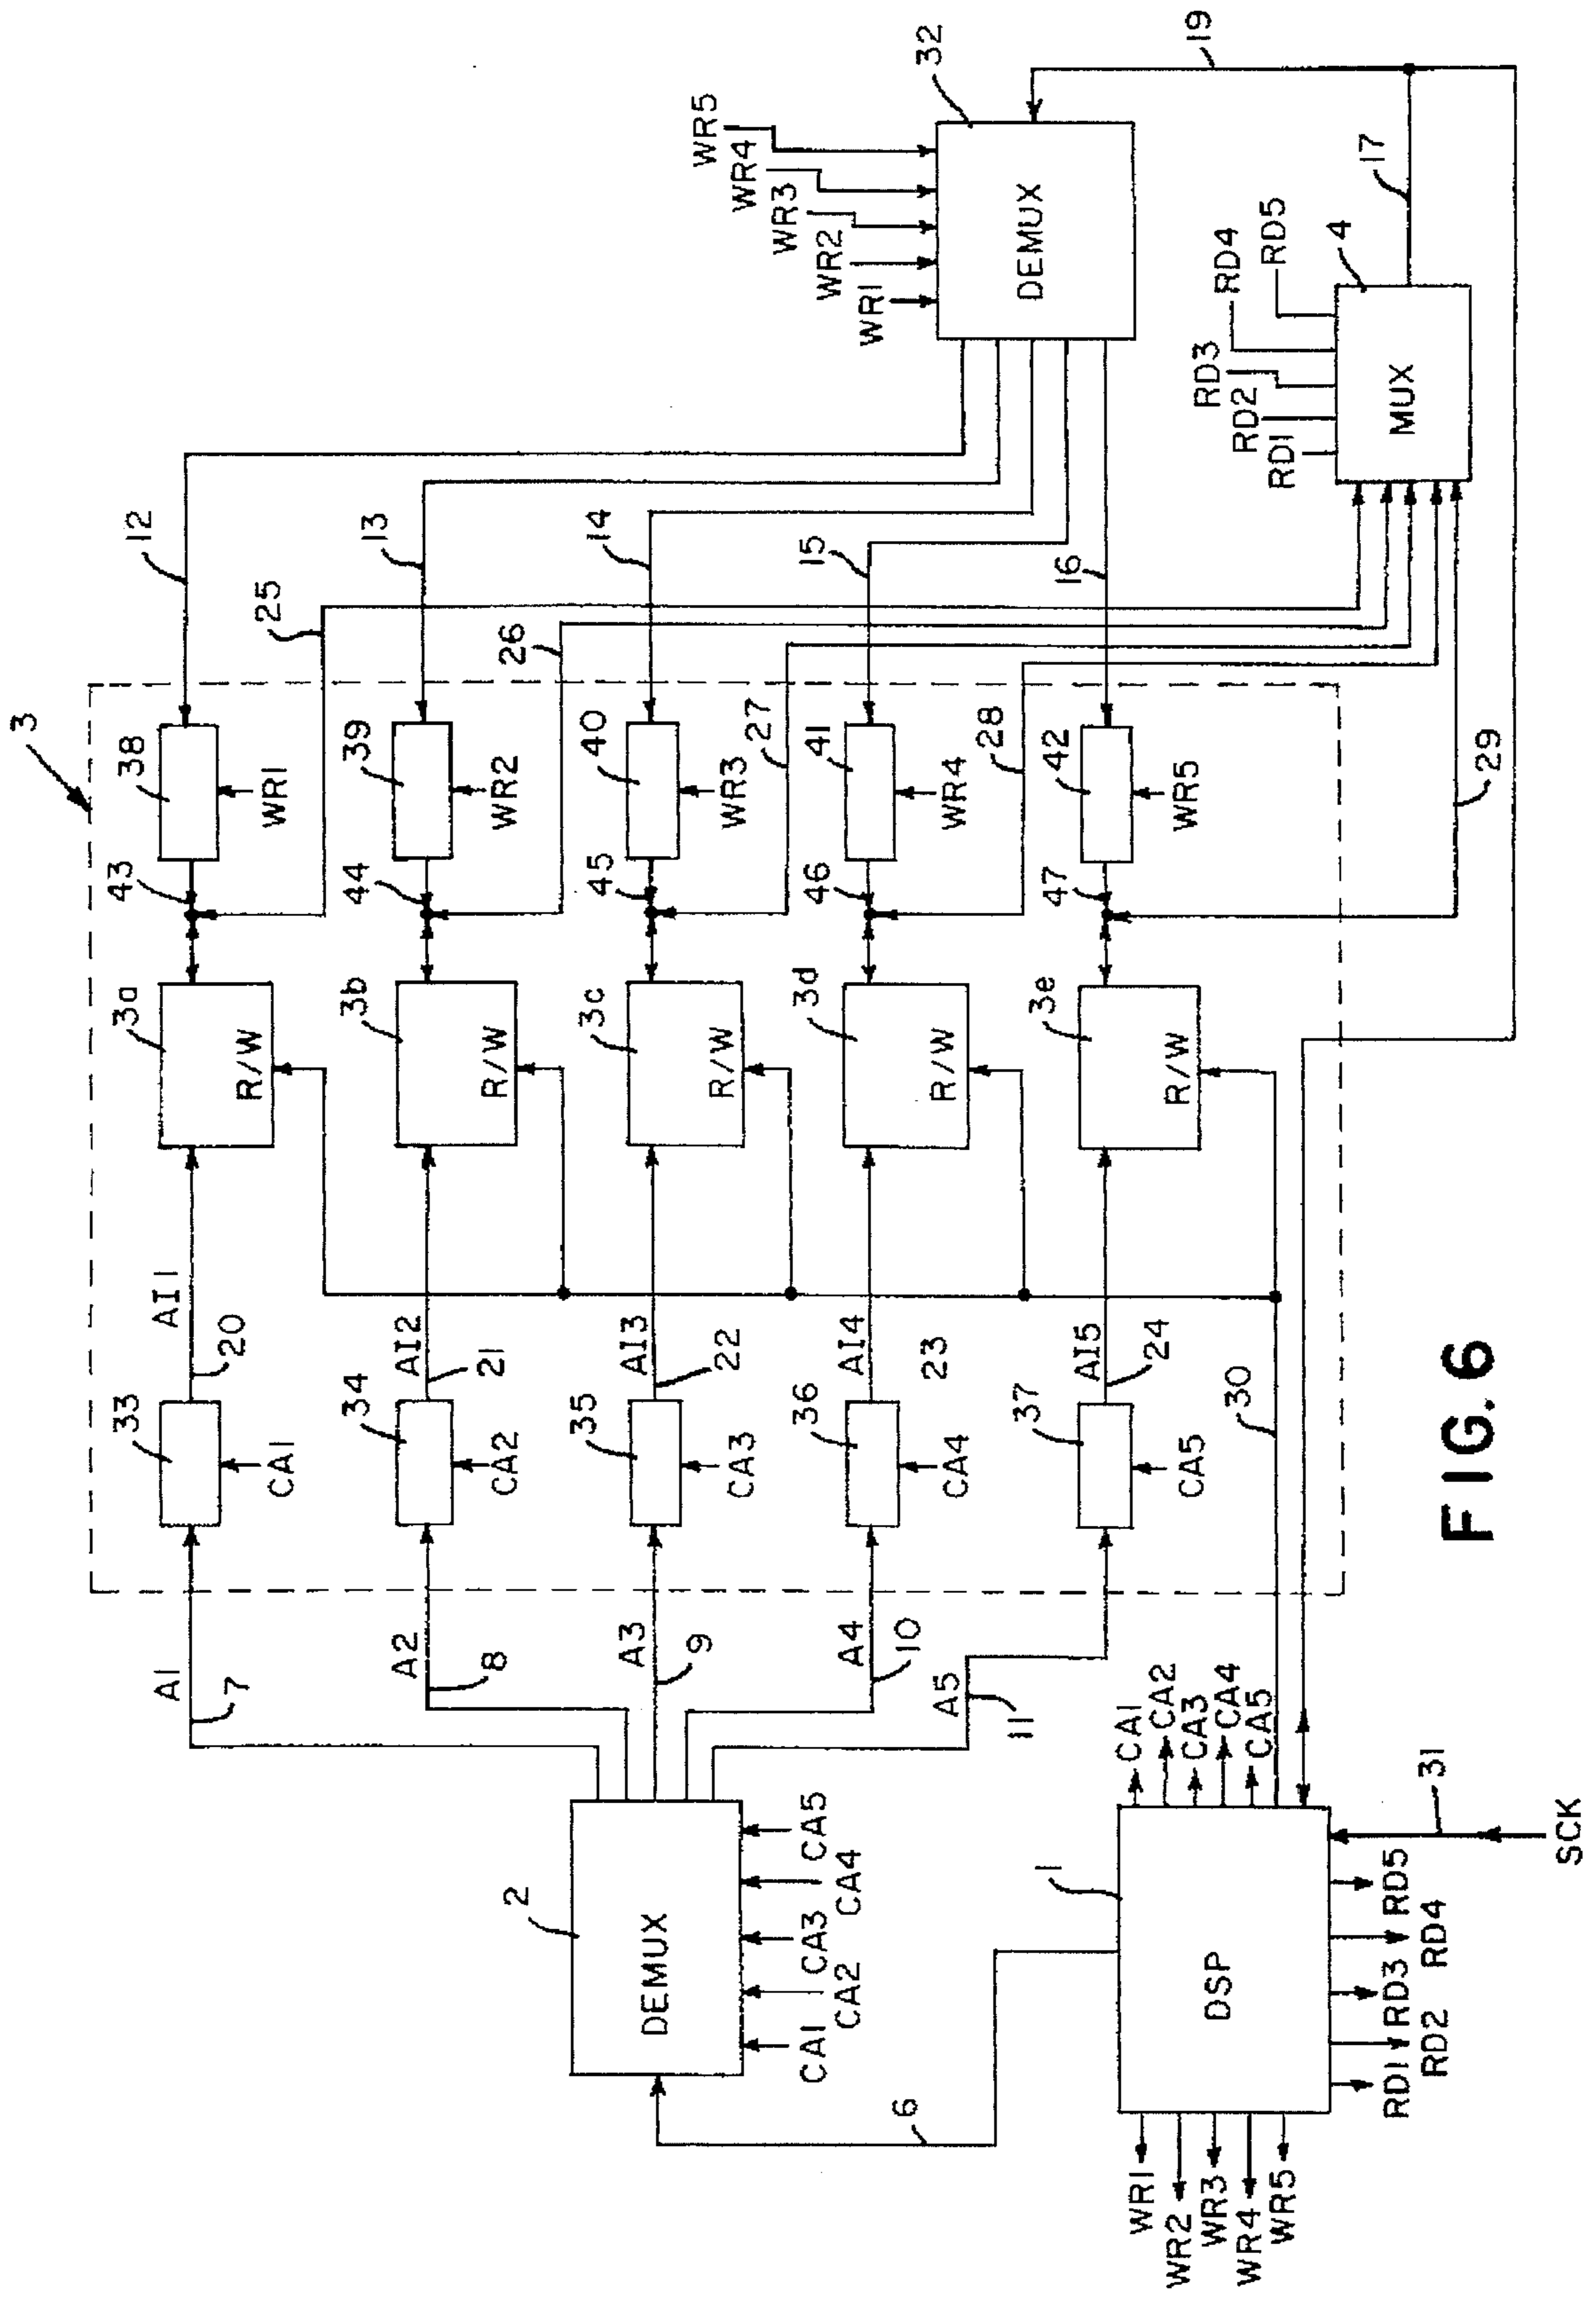 3
12
25
13
26
14
15
16
WR1
WR2
WR3
WR4
WR5
32
DEMUX
19
38
WR1
43
39
WR2
44
40
WR3
45
27
41
WR4
46
28
42
WR5
47
29
RD1
RD2
RD3
RD4
RD5
4
MUX
17
3a
R/W
3b
R/W
3c
R/W
3d
R/W
3e
R/W
AI1
20
AI2
21
AI3
22
AI4
23
AI5
24
33
CA1
34
CA2
35
CA3
36
CA4
37
CA5
30
A1
7
A2
8
A3
9
A4
10
A5
11
2
DEMUX
CA1
CA2
CA3
CA4
CA5
6
1
DSP
CA1
CA2
CA3
CA4
CA5
WR1
WR2
WR3
WR4
WR5
RD1
RD2
RD3
RD4
RD5
31
SCK
FIG. 6